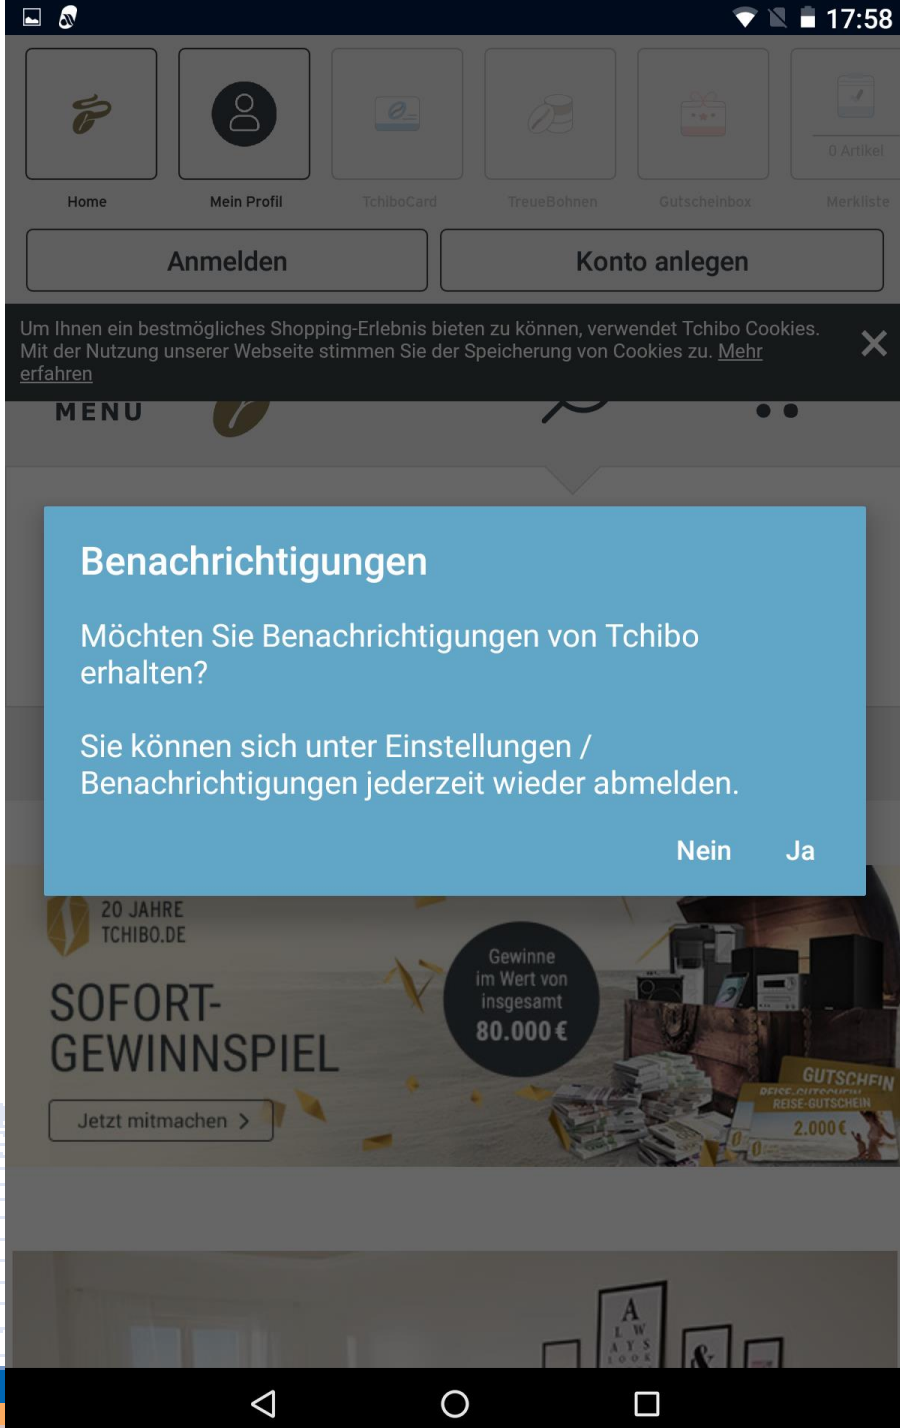 17:58
0 Artikel
Home
Mein Profil
TchiboCard
TreueBohnen
Gutscheinbox
Merkliste
Anmelden
Konto anlegen
Um Ihnen ein bestmögliches Shopping-Erlebnis bieten zu können, verwendet Tchibo Cookies.
Mit der Nutzung unserer Webseite stimmen Sie der Speicherung von Cookies zu. Mehr
erfahren
MENÜ
Benachrichtigungen
Möchten Sie Benachrichtigungen von Tchibo
erhalten?
Sie können sich unter Einstellungen /
Benachrichtigungen jederzeit wieder abmelden.
Nein
Ja
20 JAHRE
TCHIBO.DE
SOFORT-
GEWINNSPIEL
Jetzt mitmachen >
Gewinne
im Wert von
insgesamt
80.000 €
GUTSCHEIN
REISE-GUTSCHEIN
REISE-GUTSCHEIN
2.000 €
A
L W
A Y S
L O O K
&